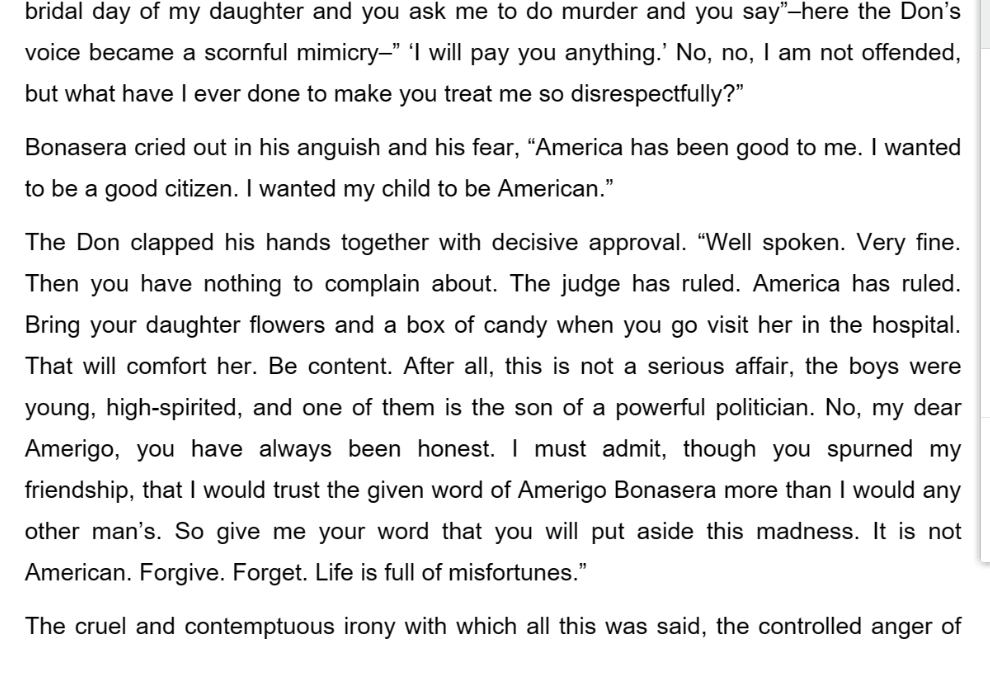 bridal day of my daughter and you ask me to do murder and you say”–here the Don’s
voice became a scornful mimicry–” ‘I will pay you anything.’ No, no, I am not offended,
but what have I ever done to make you treat me so disrespectfully?”
Bonasera cried out in his anguish and his fear, “America has been good to me. I wanted
to be a good citizen. I wanted my child to be American.”
The Don clapped his hands together with decisive approval. “Well spoken. Very fine.
Then you have nothing to complain about. The judge has ruled. America has ruled.
Bring your daughter flowers and a box of candy when you go visit her in the hospital.
That will comfort her. Be content. After all, this is not a serious affair, the boys were
young, high-spirited, and one of them is the son of a powerful politician. No, my dear
Amerigo, you have always been honest. I must admit, though you spurned my
friendship, that I would trust the given word of Amerigo Bonasera more than I would any
other man’s. So give me your word that you will put aside this madness. It is not
American. Forgive. Forget. Life is full of misfortunes.”
The cruel and contemptuous irony with which all this was said, the controlled anger of